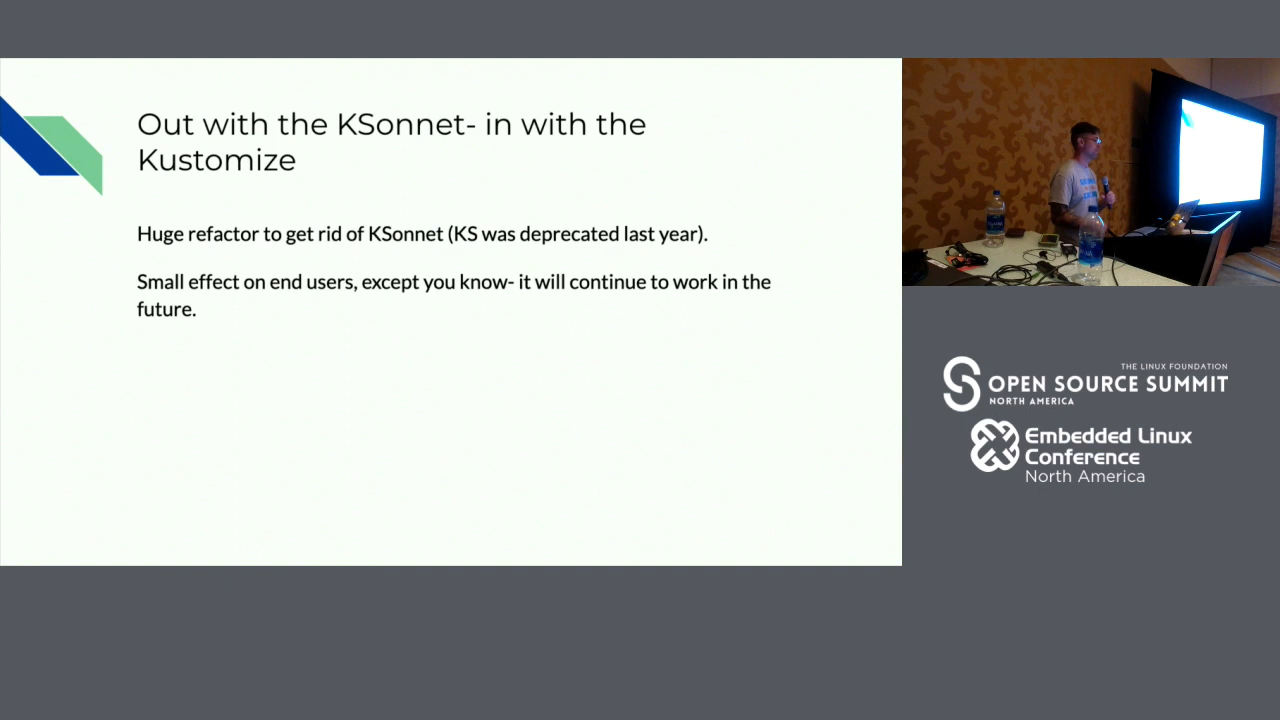 Out with the KSonnet- in with the
Kustomize
Huge refactor to get rid of KSonnet (KS was deprecated last year).
Small effect on end users, except you know- it will continue to work in the
future.
THE LINUX FOUNDATION
OPEN SOURCE SUMMIT
NORTH AMERICA
Embedded Linux
Conference
North America